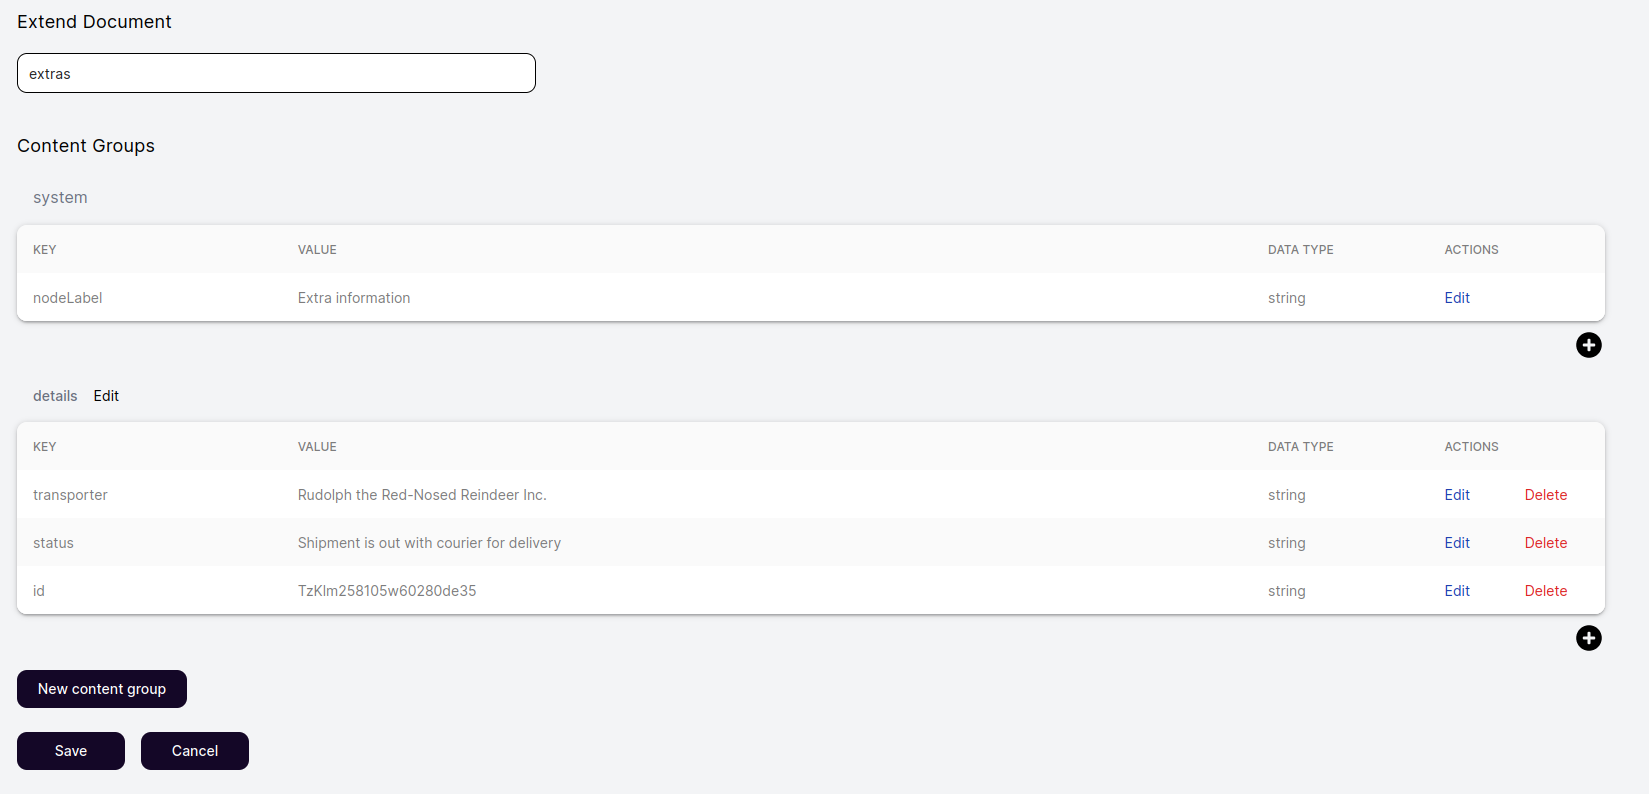 Extend Document
extras
Content Groups
system
KEY VALUE DATA TYPE ACTIONS
nodeLabel Extra information string Edit
details Edit
KEY VALUE DATA TYPE ACTIONS
transporter Rudolph the Red-Nosed Reindeer Inc. string Edit Delete
status Shipment is out with courier for delivery string Edit Delete
id TzKlm258105w60280de35 string Edit Delete
New content group
Save Cancel